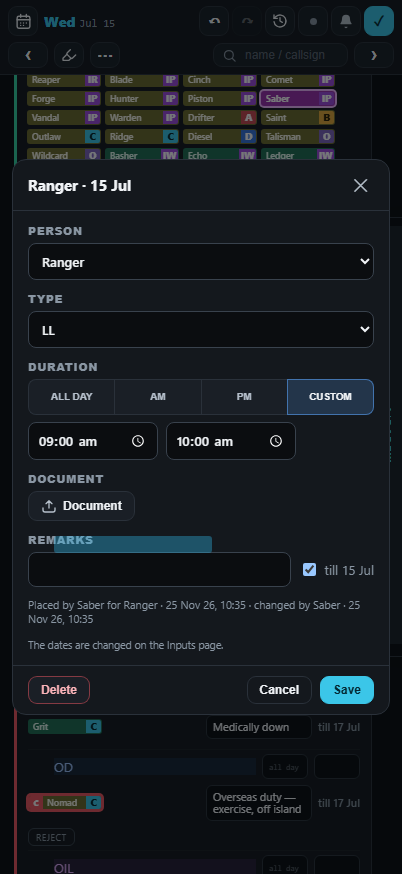 Wed Jul 15
name / callsign
Reaper IR Blade IP Cinch IP Comet IP
Forge IP Hunter IP Piston IP Saber IP
Vandal IP Warden IP Drifter A Saint B
Outlaw C Ridge C Diesel D Talisman O
Wildcard O Basher IW Echo IW Ledger IW
Ranger · 15 Jul
PERSON
Ranger
TYPE
LL
DURATION
ALL DAY AM PM CUSTOM
09:00 am 10:00 am
DOCUMENT
Document
REMARKS
till 15 Jul
Placed by Saber for Ranger · 25 Nov 26, 10:35 · changed by Saber · 25
Nov 26, 10:35
The dates are changed on the Inputs page.
Delete Cancel Save
Grit C Medically down till 17 Jul
OD all day
C Nomad C Overseas duty —
exercise, off island till 17 Jul
REJECT
OIL all day